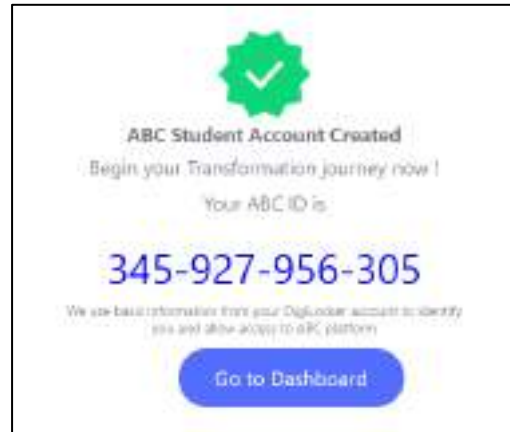 ABC Student Account Created
Begin your Transformation journey now !
Your ABC ID is
345-927-956-305
We use basic information from your DigiLocker account to identify
you and allow access to ABC platform
Go to Dashboard